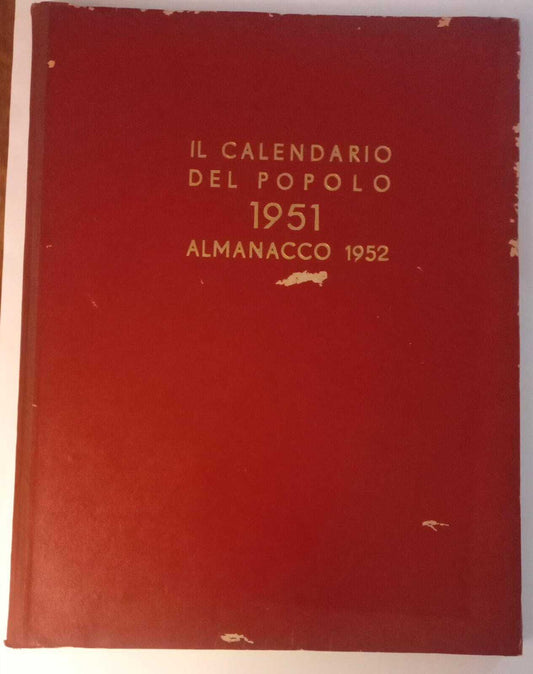 IL CALENDARIO
DEL POPOLO
1951
ALMANACCO 1952